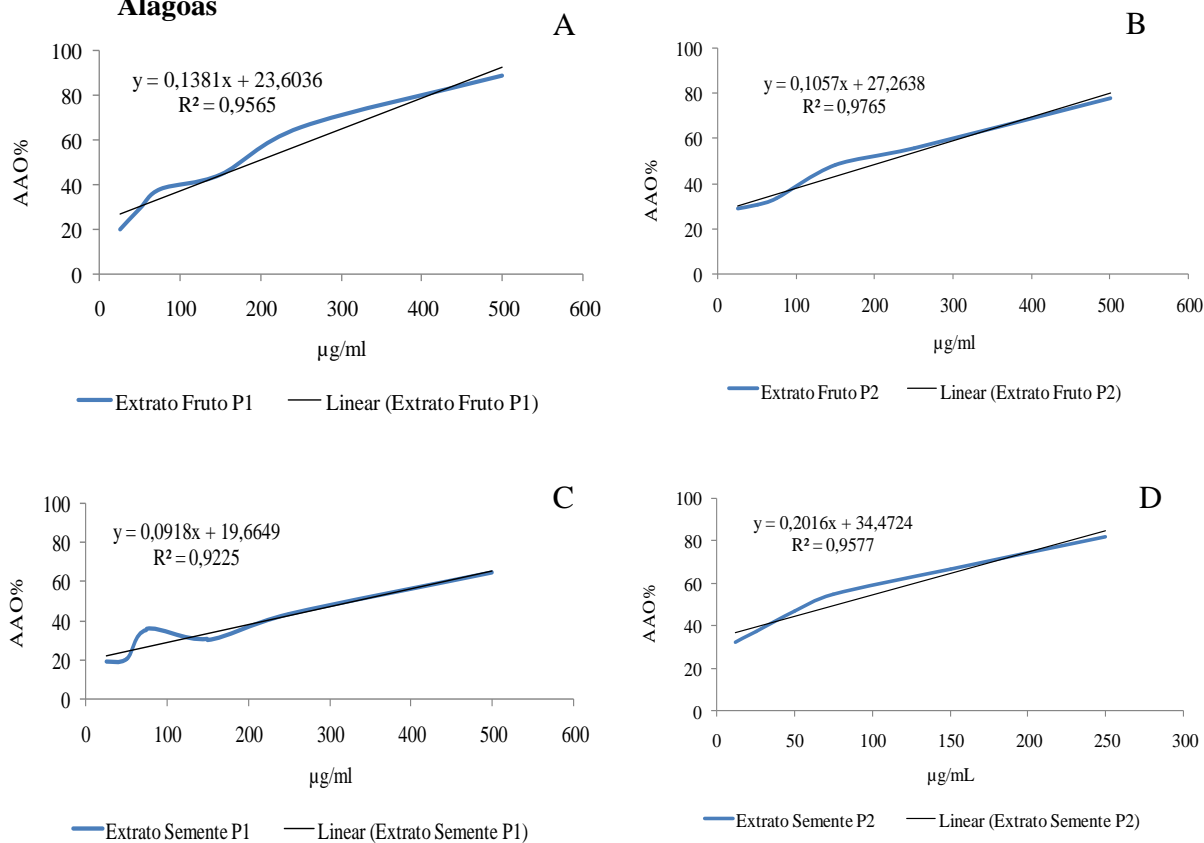 Alagoas
A
y = 0,1381x + 23,6036
R² = 0,9565
100
80
60
40
20
0
AAO%
0 100 200 300 400 500 600
µg/ml
Extrato Fruto P1 Linear (Extrato Fruto P1)
B
y = 0,1057x + 27,2638
R² = 0,9765
100
80
60
40
20
0
AAO%
0 100 200 300 400 500 600
µg/ml
Extrato Fruto P2 Linear (Extrato Fruto P2)
C
y = 0,0918x + 19,6649
R² = 0,9225
100
80
60
40
20
0
AAO%
0 100 200 300 400 500 600
µg/ml
Extrato Semente P1 Linear (Extrato Semente P1)
D
y = 0,2016x + 34,4724
R² = 0,9577
100
80
60
40
20
0
AAO%
0 50 100 150 200 250 300
µg/mL
Extrato Semente P2 Linear (Extrato Semente P2)